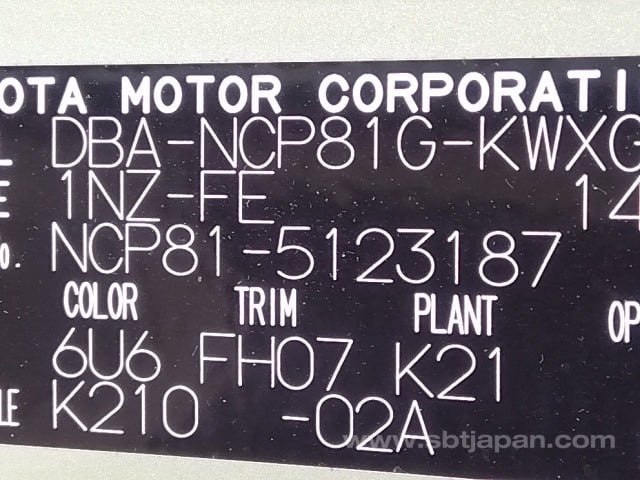 OTA MOTOR CORPORATI
L DBA-NCP81G-KWXG
E 1NZ-FE 14
o. NCP81-5123187
COLOR TRIM PLANT OP
6U6 FH07 K21
LE K210 -02A
www.sbtjapan.com